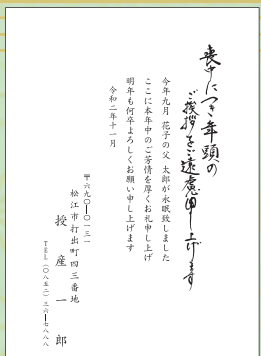 喪中につき年頭の
ご挨拶をご遠慮申し上げます
今年九月 花子の父 太郎が永眠致しました
ここに本年中のご芳情を厚くお礼申し上げ
明年も何卒よろしくお願い申し上げます
令和二年十一月
〒六九〇ー〇一三一
松江市打出町四三番地
授産一郎
TEL(〇八五二)三六ー七八八八